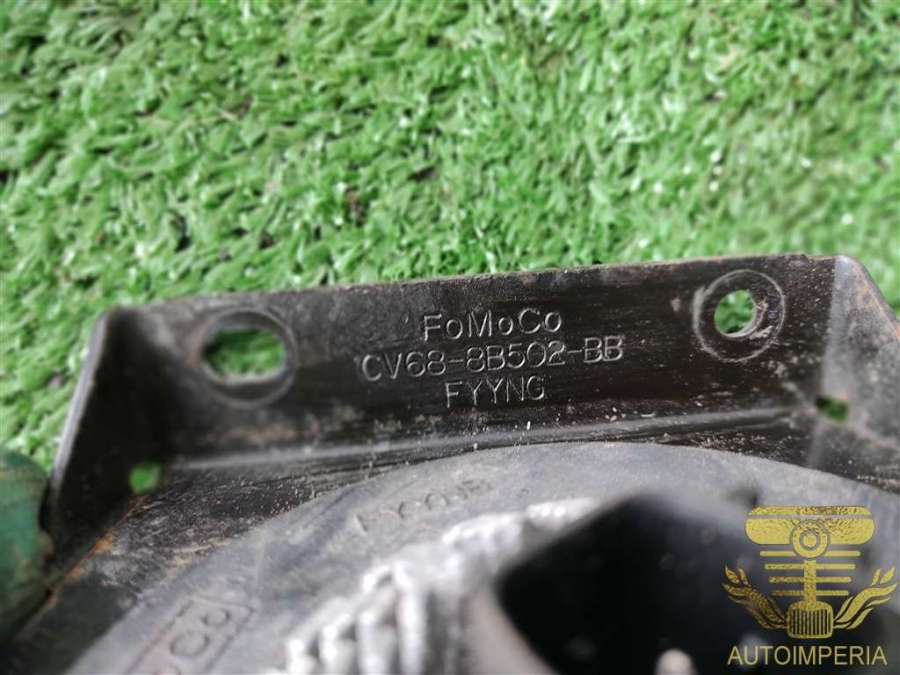 FoMoCo
CV68-8B502-BB
FYYNG
AUTOIMPERIA